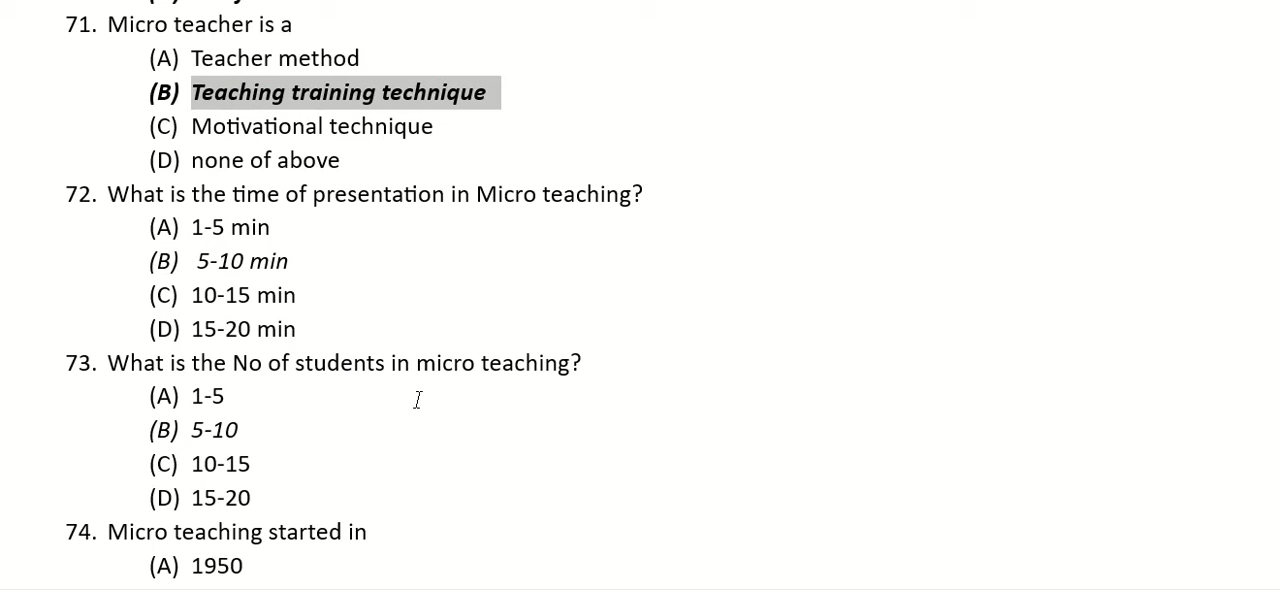 71. Micro teacher is a
(A) Teacher method
(B) Teaching training technique
(C) Motivational technique
(D) none of above
72. What is the time of presentation in Micro teaching?
(A) 1-5 min
(B) 5-10 min
(C) 10-15 min
(D) 15-20 min
73. What is the No of students in micro teaching?
(A) 1-5
(B) 5-10
(C) 10-15
(D) 15-20
74. Micro teaching started in
(A) 1950